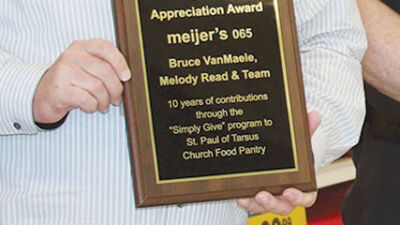 Appreciation Award
meijer's 065
Bruce VanMaele,
Melody Read & Team
10 years of contributions
through the
"Simply Give" program to
St. Paul of Tarsus
Church Food Pantry